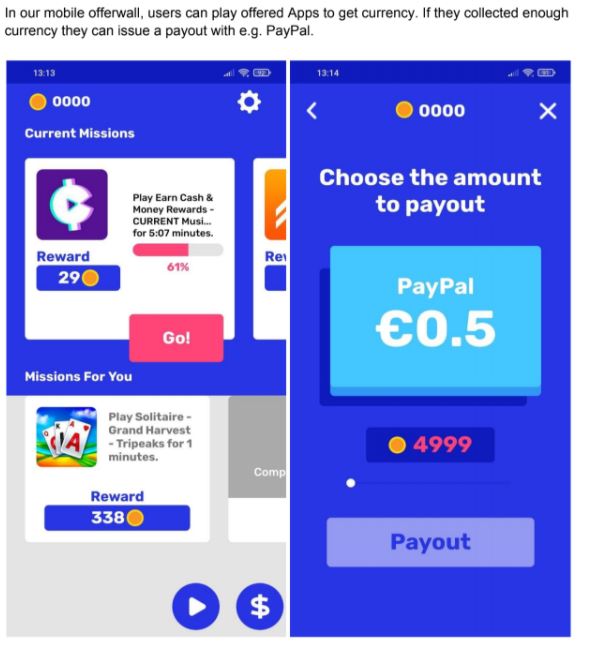 In our mobile offerwall, users can play offered Apps to get currency. If they collected enough
currency they can issue a payout with e.g. PayPal.
13:13
92
0000
Current Missions
Play Earn Cash &
Money Rewards -
CURRENT Musi...
for 5:07 minutes.
61%
Reward
29
Rew
Go!
Missions For You
Play Solitaire -
Grand Harvest
- Tripeaks for 1
minutes.
K A
A
Reward
338
Comp
$
13:14
91
0000
Choose the amount
to payout
PayPal
€0.5
4999
Payout